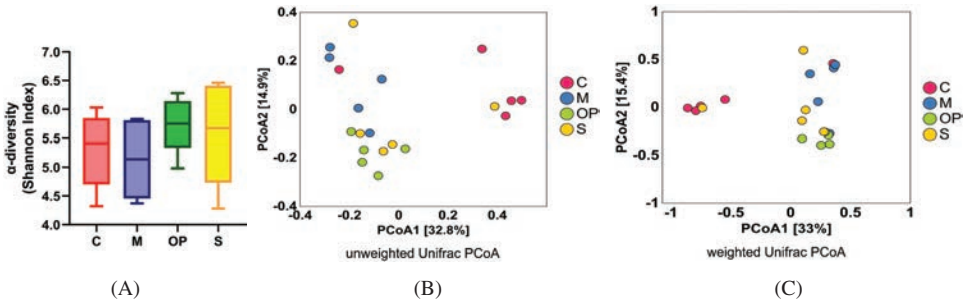 α-diversity
(Shannon Index)
7.0
6.5
6.0
5.5
5.0
4.5
4.0
C M OP S
(A)
PCoA2 [14.9%]
0.4
0.2
0
-0.2
-0.4
-0.4 -0.2 0 0.2 0.4
PCoA1 [32.8%]
unweighted Unifrac PCoA
C
M
OP
S
(B)
PCoA2 [15.4%]
1
0.5
0
-0.5
-1
-1 -0.5 0 0.5 1
PCoA1 [33%]
weighted Unifrac PCoA
C
M
OP
S
(C)